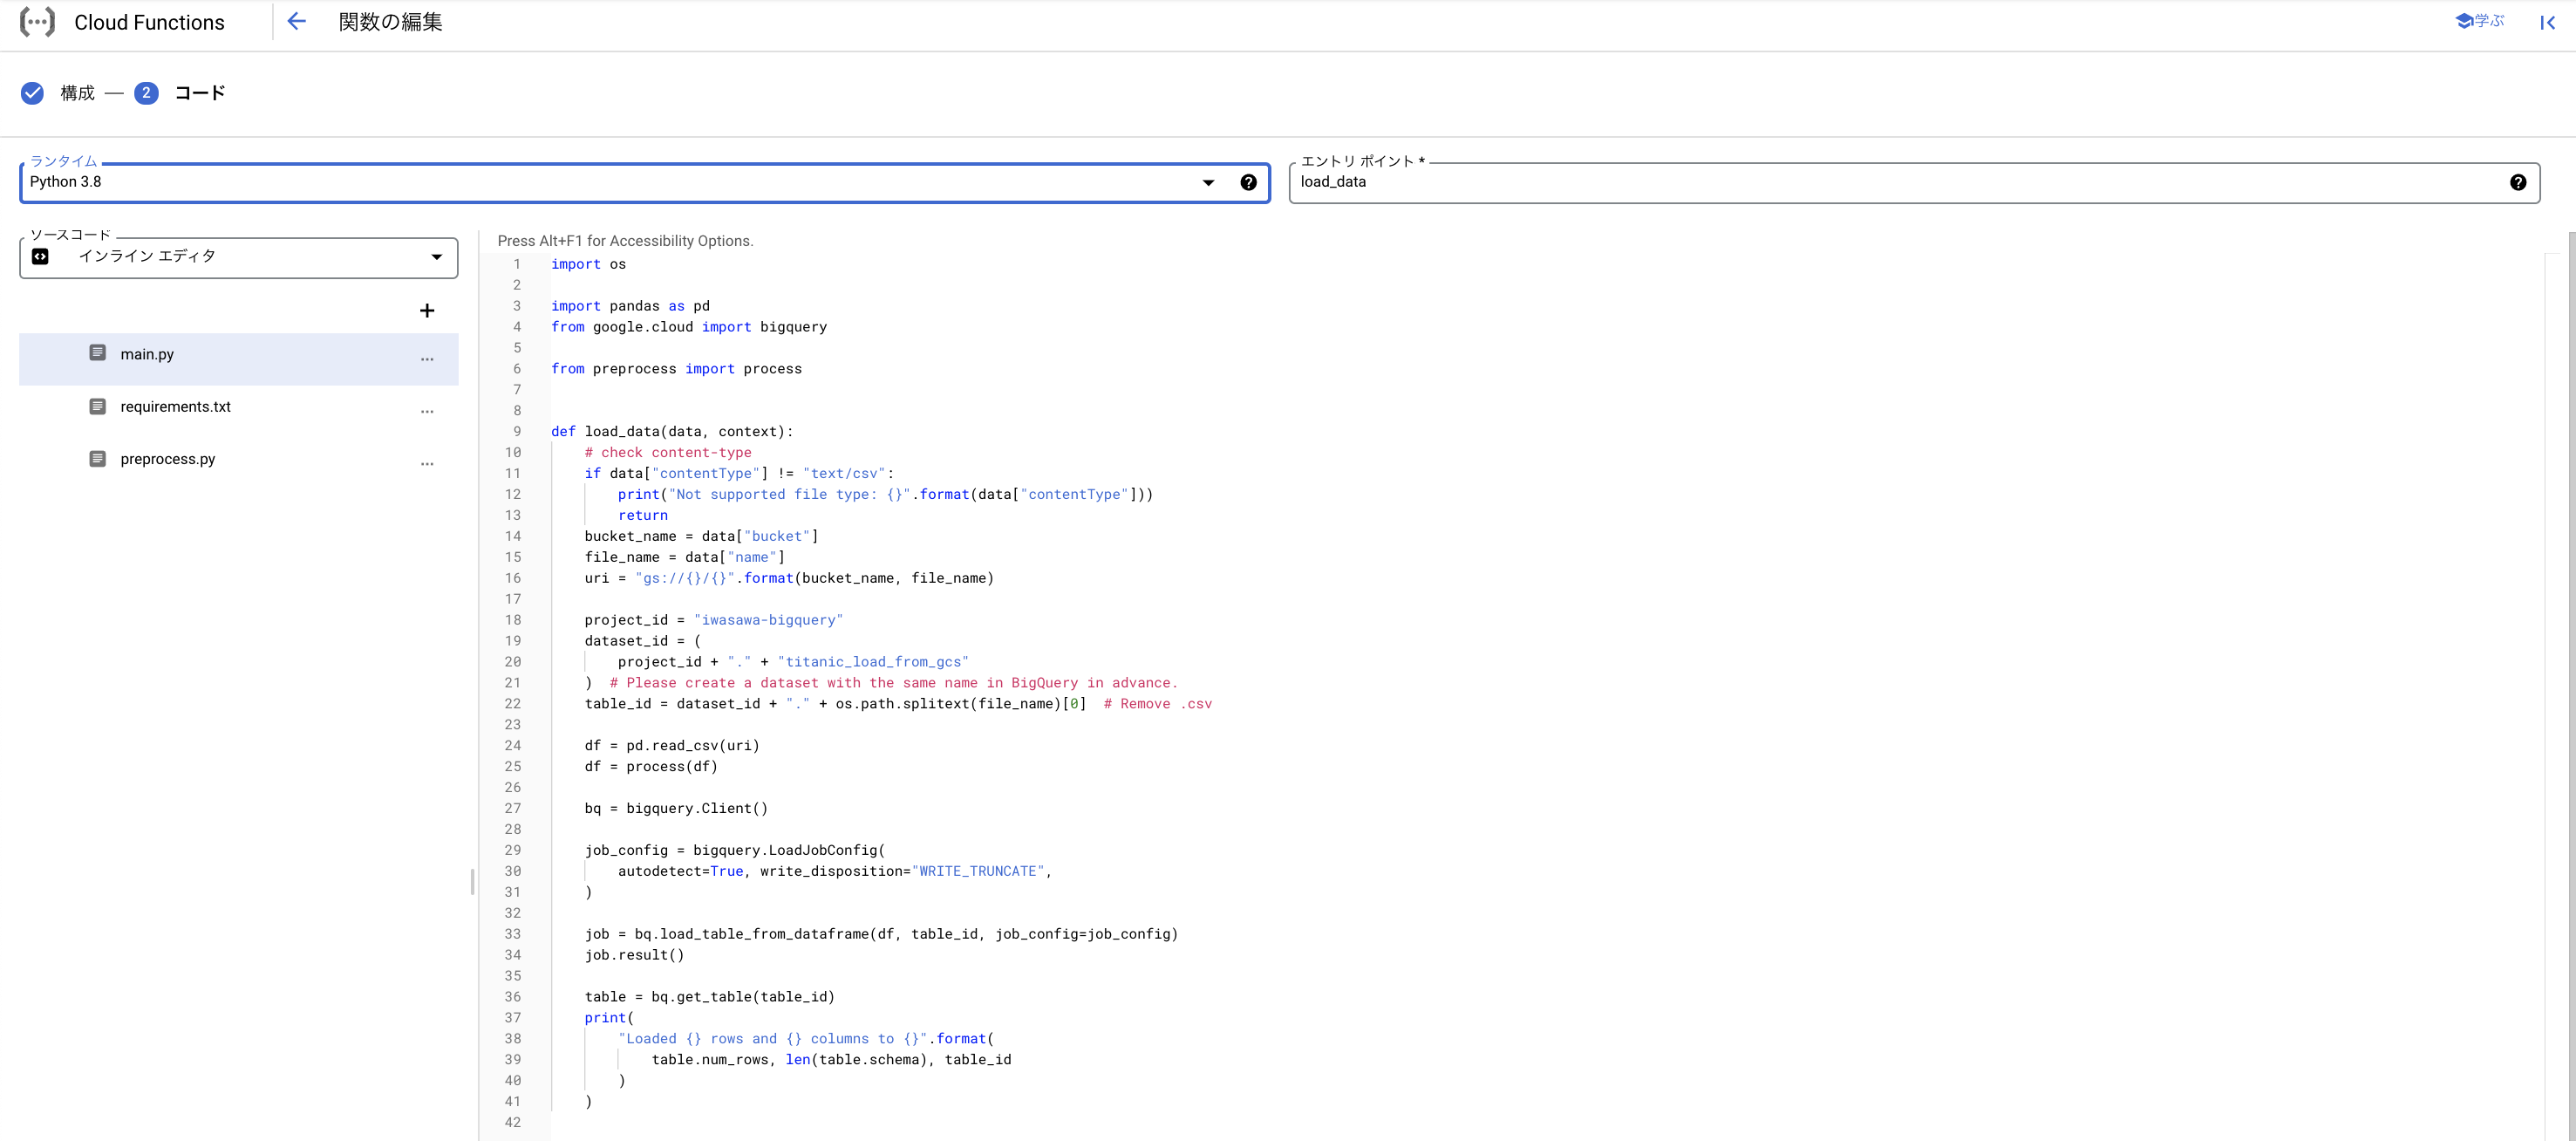 Cloud Functions
関数の編集
学ぶ
構成
2
コード
ランタイム
Python 3.8
エントリ ポイント *
load_data
ソースコード
インライン エディタ
main.py
requirements.txt
preprocess.py
Press Alt+F1 for Accessibility Options.
1 import os
2
3 import pandas as pd
4 from google.cloud import bigquery
5
6 from preprocess import process
7
8
9 def load_data(data, context):
10     # check content-type
11     if data["contentType"] != "text/csv":
12         print("Not supported file type: {}".format(data["contentType"]))
13         return
14     bucket_name = data["bucket"]
15     file_name = data["name"]
16     uri = "gs://{}/{}".format(bucket_name, file_name)
17
18     project_id = "iwasawa-bigquery"
19     dataset_id = (
20         project_id + "." + "titanic_load_from_gcs"
21     )  # Please create a dataset with the same name in BigQuery in advance.
22     table_id = dataset_id + "." + os.path.splitext(file_name)[0]  # Remove .csv
23
24     df = pd.read_csv(uri)
25     df = process(df)
26
27     bq = bigquery.Client()
28
29     job_config = bigquery.LoadJobConfig(
30         autodetect=True, write_disposition="WRITE_TRUNCATE",
31     )
32
33     job = bq.load_table_from_dataframe(df, table_id, job_config=job_config)
34     job.result()
35
36     table = bq.get_table(table_id)
37     print(
38         "Loaded {} rows and {} columns to {}".format(
39             table.num_rows, len(table.schema), table_id
40         )
41     )
42